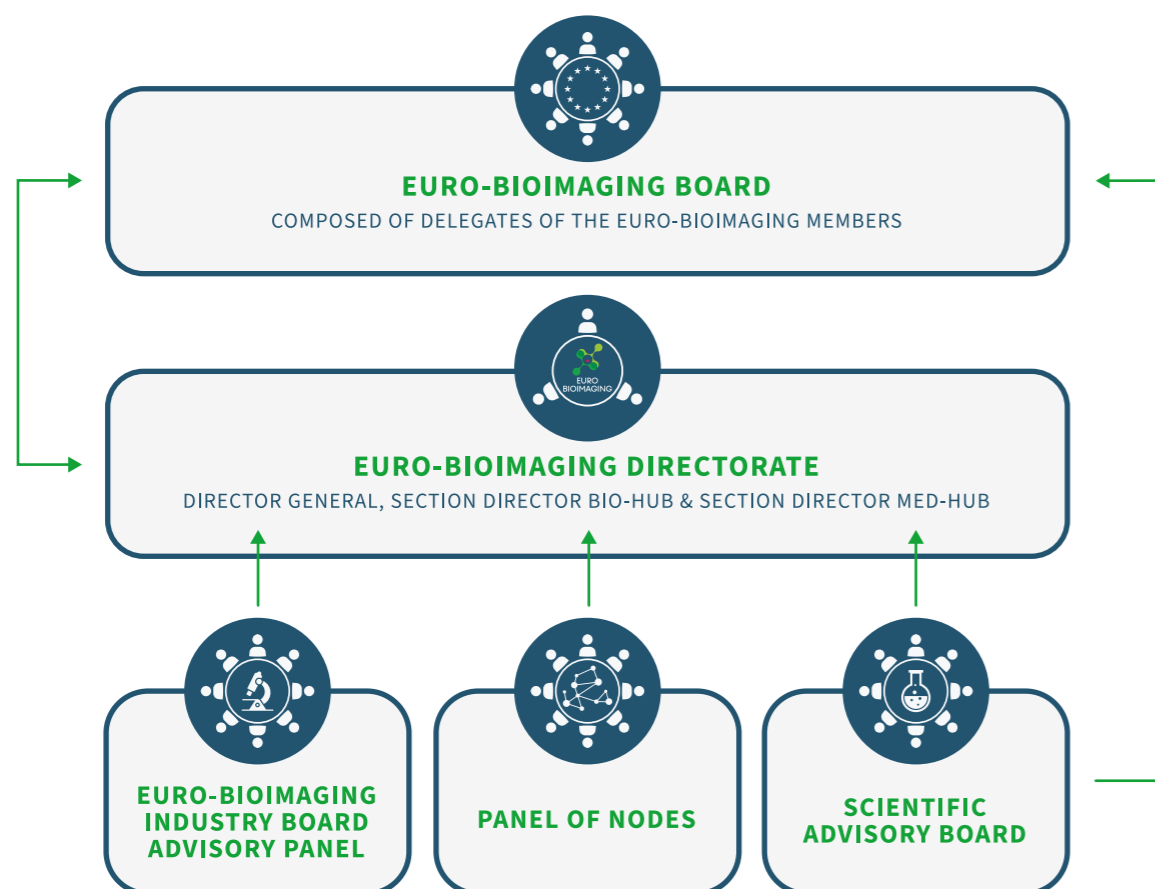 EURO-BIOIMAGING BOARD
COMPOSED OF DELEGATES OF THE EURO-BIOIMAGING MEMBERS
EURO
BIOIMAGING
EURO-BIOIMAGING DIRECTORATE
DIRECTOR GENERAL, SECTION DIRECTOR BIO-HUB & SECTION DIRECTOR MED-HUB
EURO-BIOIMAGING
INDUSTRY BOARD
ADVISORY PANEL
PANEL OF NODES
SCIENTIFIC
ADVISORY BOARD